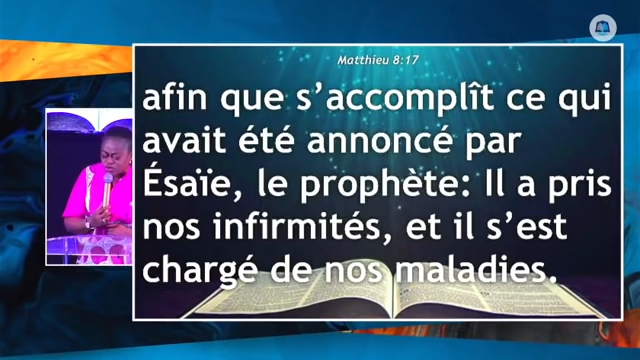 Matthieu 8:17
afin que s’accomplît ce qui
avait été annoncé par
Ésaïe, le prophète: Il a pris
nos infirmités, et il s’est
chargé de nos maladies.